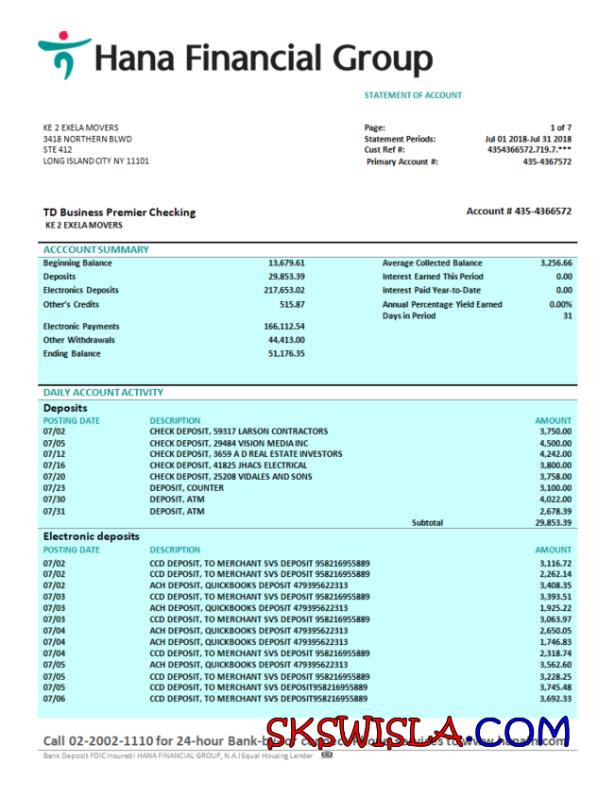 Hana Financial Group
STATEMENT OF ACCOUNT
KE 2 EXELA MOVERS
3418 NORTHERN BLWD
STE 412
LONG ISLAND CITY NY 11101
Page: 1 of 7
Statement Periods: Jul 01 2018-Jul 31 2018
Cust Ref #: 4354366572.719.7.***
Primary Account #: 435-4367572
TD Business Premier Checking
Account # 435-4366572
KE 2 EXELA MOVERS
ACCCOUNT SUMMARY
Beginning Balance 13,679.61 Average Collected Balance 3,256.66
Deposits 29,853.39 Interest Earned This Period 0.00
Electronics Deposits 217,653.02 Interest Paid Year-to-Date 0.00
Other's Credits 515.87 Annual Percentage Yield Earned 0.00%
Days in Period 31
Electronic Payments 166,112.54
Other Withdrawals 44,413.00
Ending Balance 51,176.35
DAILY ACCOUNT ACTIVITY
Deposits
POSTING DATE DESCRIPTION AMOUNT
07/02 CHECK DEPOSIT, 59317 LARSON CONTRACTORS 3,750.00
07/05 CHECK DEPOSIT, 29484 VISION MEDIA INC 4,500.00
07/12 CHECK DEPOSIT, 3659 A D REAL ESTATE INVESTORS 4,242.00
07/16 CHECK DEPOSIT, 41825 JHACS ELECTRICAL 3,800.00
07/20 CHECK DEPOSIT, 25208 VIDALES AND SONS 3,758.00
07/23 DEPOSIT, COUNTER 3,100.00
07/30 DEPOSIT, ATM 4,022.00
07/31 DEPOSIT, ATM 2,678.39
Subtotal 29,853.39
Electronic deposits
POSTING DATE DESCRIPTION AMOUNT
07/02 CCD DEPOSIT, TO MERCHANT SVS DEPOSIT 958216955889 3,116.72
07/02 CCD DEPOSIT, TO MERCHANT SVS DEPOSIT 958216955889 2,262.14
07/02 ACH DEPOSIT, QUICKBOOKS DEPOSIT 479395622313 3,408.35
07/03 CCD DEPOSIT, TO MERCHANT SVS DEPOSIT 958216955889 3,393.51
07/03 ACH DEPOSIT, QUICKBOOKS DEPOSIT 479395622313 1,925.22
07/03 CCD DEPOSIT, TO MERCHANT SVS DEPOSIT 958216955889 3,063.97
07/04 ACH DEPOSIT, QUICKBOOKS DEPOSIT 479395622313 2,650.05
07/04 ACH DEPOSIT, QUICKBOOKS DEPOSIT 479395622313 1,746.83
07/04 CCD DEPOSIT, TO MERCHANT SVS DEPOSIT 958216955889 2,318.74
07/05 ACH DEPOSIT, QUICKBOOKS DEPOSIT 479395622313 3,562.60
07/05 CCD DEPOSIT, TO MERCHANT SVS DEPOSIT958216955889 3,228.25
07/05 CCD DEPOSIT, TO MERCHANT SVS DEPOSIT958216955889 3,745.48
07/06 CCD DEPOSIT, TO MERCHANT SVS DEPOSIT958216955889 3,692.33
SKSWISLA.COM
Call 02-2002-1110 for 24-hour
Bank Deposit FDIC Insured I HANA FINANCIAL GROUP, N.A.I Equal Housing Lender